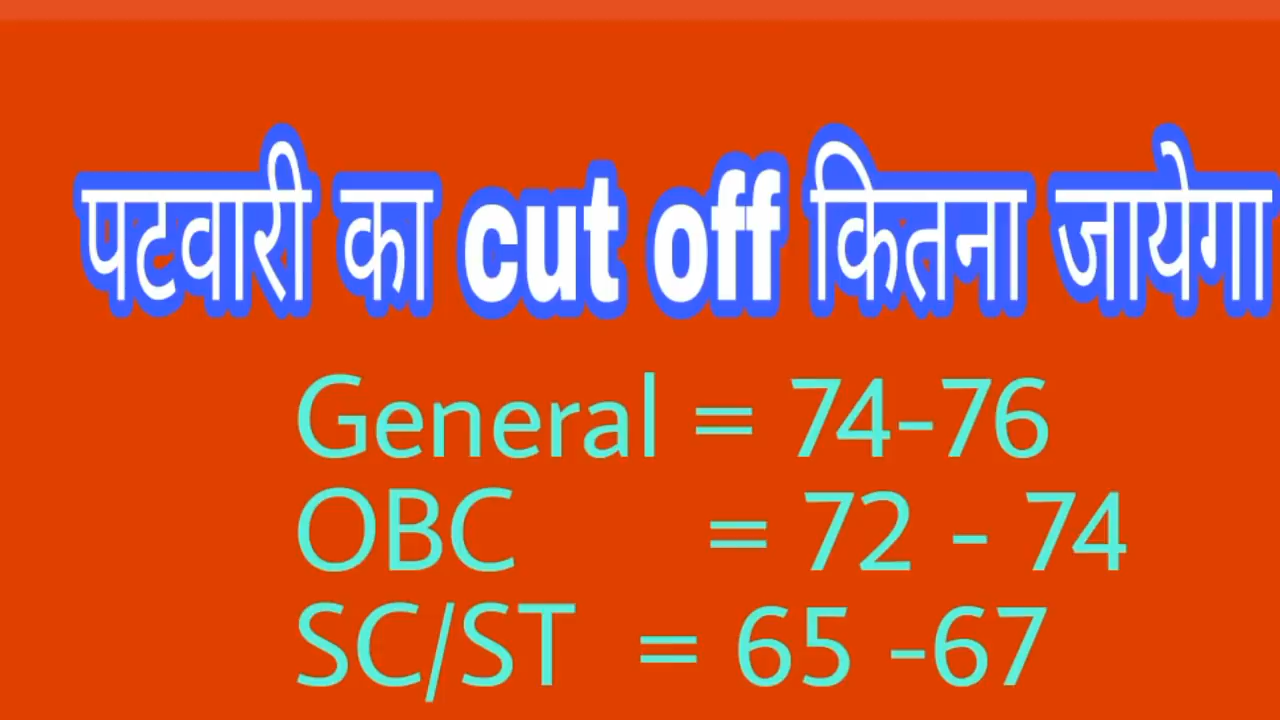 पटवारी का cut off कितना जायेगा
General = 74-76
OBC = 72 - 74
SC/ST = 65 -67